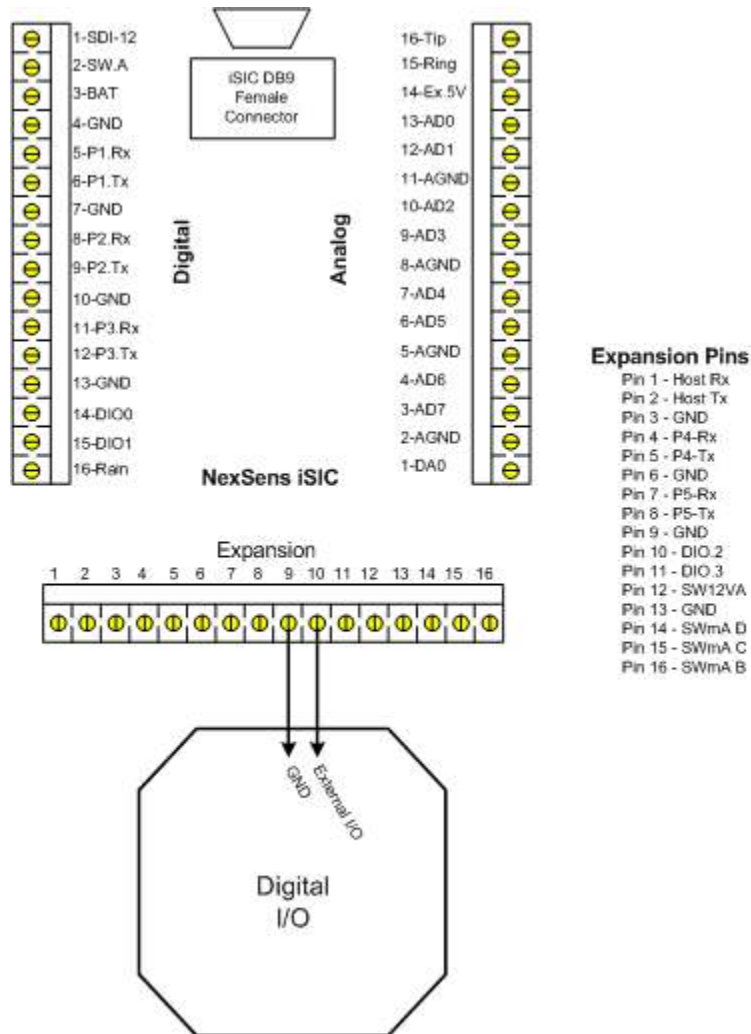 1-SDI-12
2-SW.A
3-BAT
4-GND
5-P1.Rx
6-P1.Tx
7-GND
8-P2.Rx
9-P2.Tx
10-GND
11-P3.Rx
12-P3.Tx
13-GND
14-DIO0
15-DIO1
16-Rain
iSIC DB9
Female
Connector
Digital
Analog
NexSens iSIC
16-Tip
15-Ring
14-Ex.5V
13-AD0
12-AD1
11-AGND
10-AD2
9-AD3
8-AGND
7-AD4
6-AD5
5-AGND
4-AD6
3-AD7
2-AGND
1-DA0
Expansion Pins
Pin 1 - Host Rx
Pin 2 - Host Tx
Pin 3 - GND
Pin 4 - P4-Rx
Pin 5 - P4-Tx
Pin 6 - GND
Pin 7 - P5-Rx
Pin 8 - P5-Tx
Pin 9 - GND
Pin 10 - DIO.2
Pin 11 - DIO.3
Pin 12 - SW12VA
Pin 13 - GND
Pin 14 - SWmA D
Pin 15 - SWmA C
Pin 16 - SWmA B
Expansion
1 2 3 4 5 6 7 8 9 10 11 12 13 14 15 16
GND
External I/O
Digital
I/O